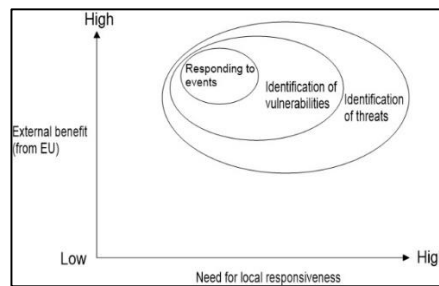 High
Responding to
events
Identification of
vulnerabilities
Identification
of threats
External benefit
(from EU)
Low
High
Need for local responsiveness